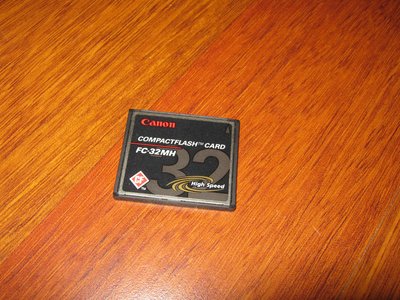 Canon
COMPACTFLASH™ CARD
FC-32MH
32
High Speed